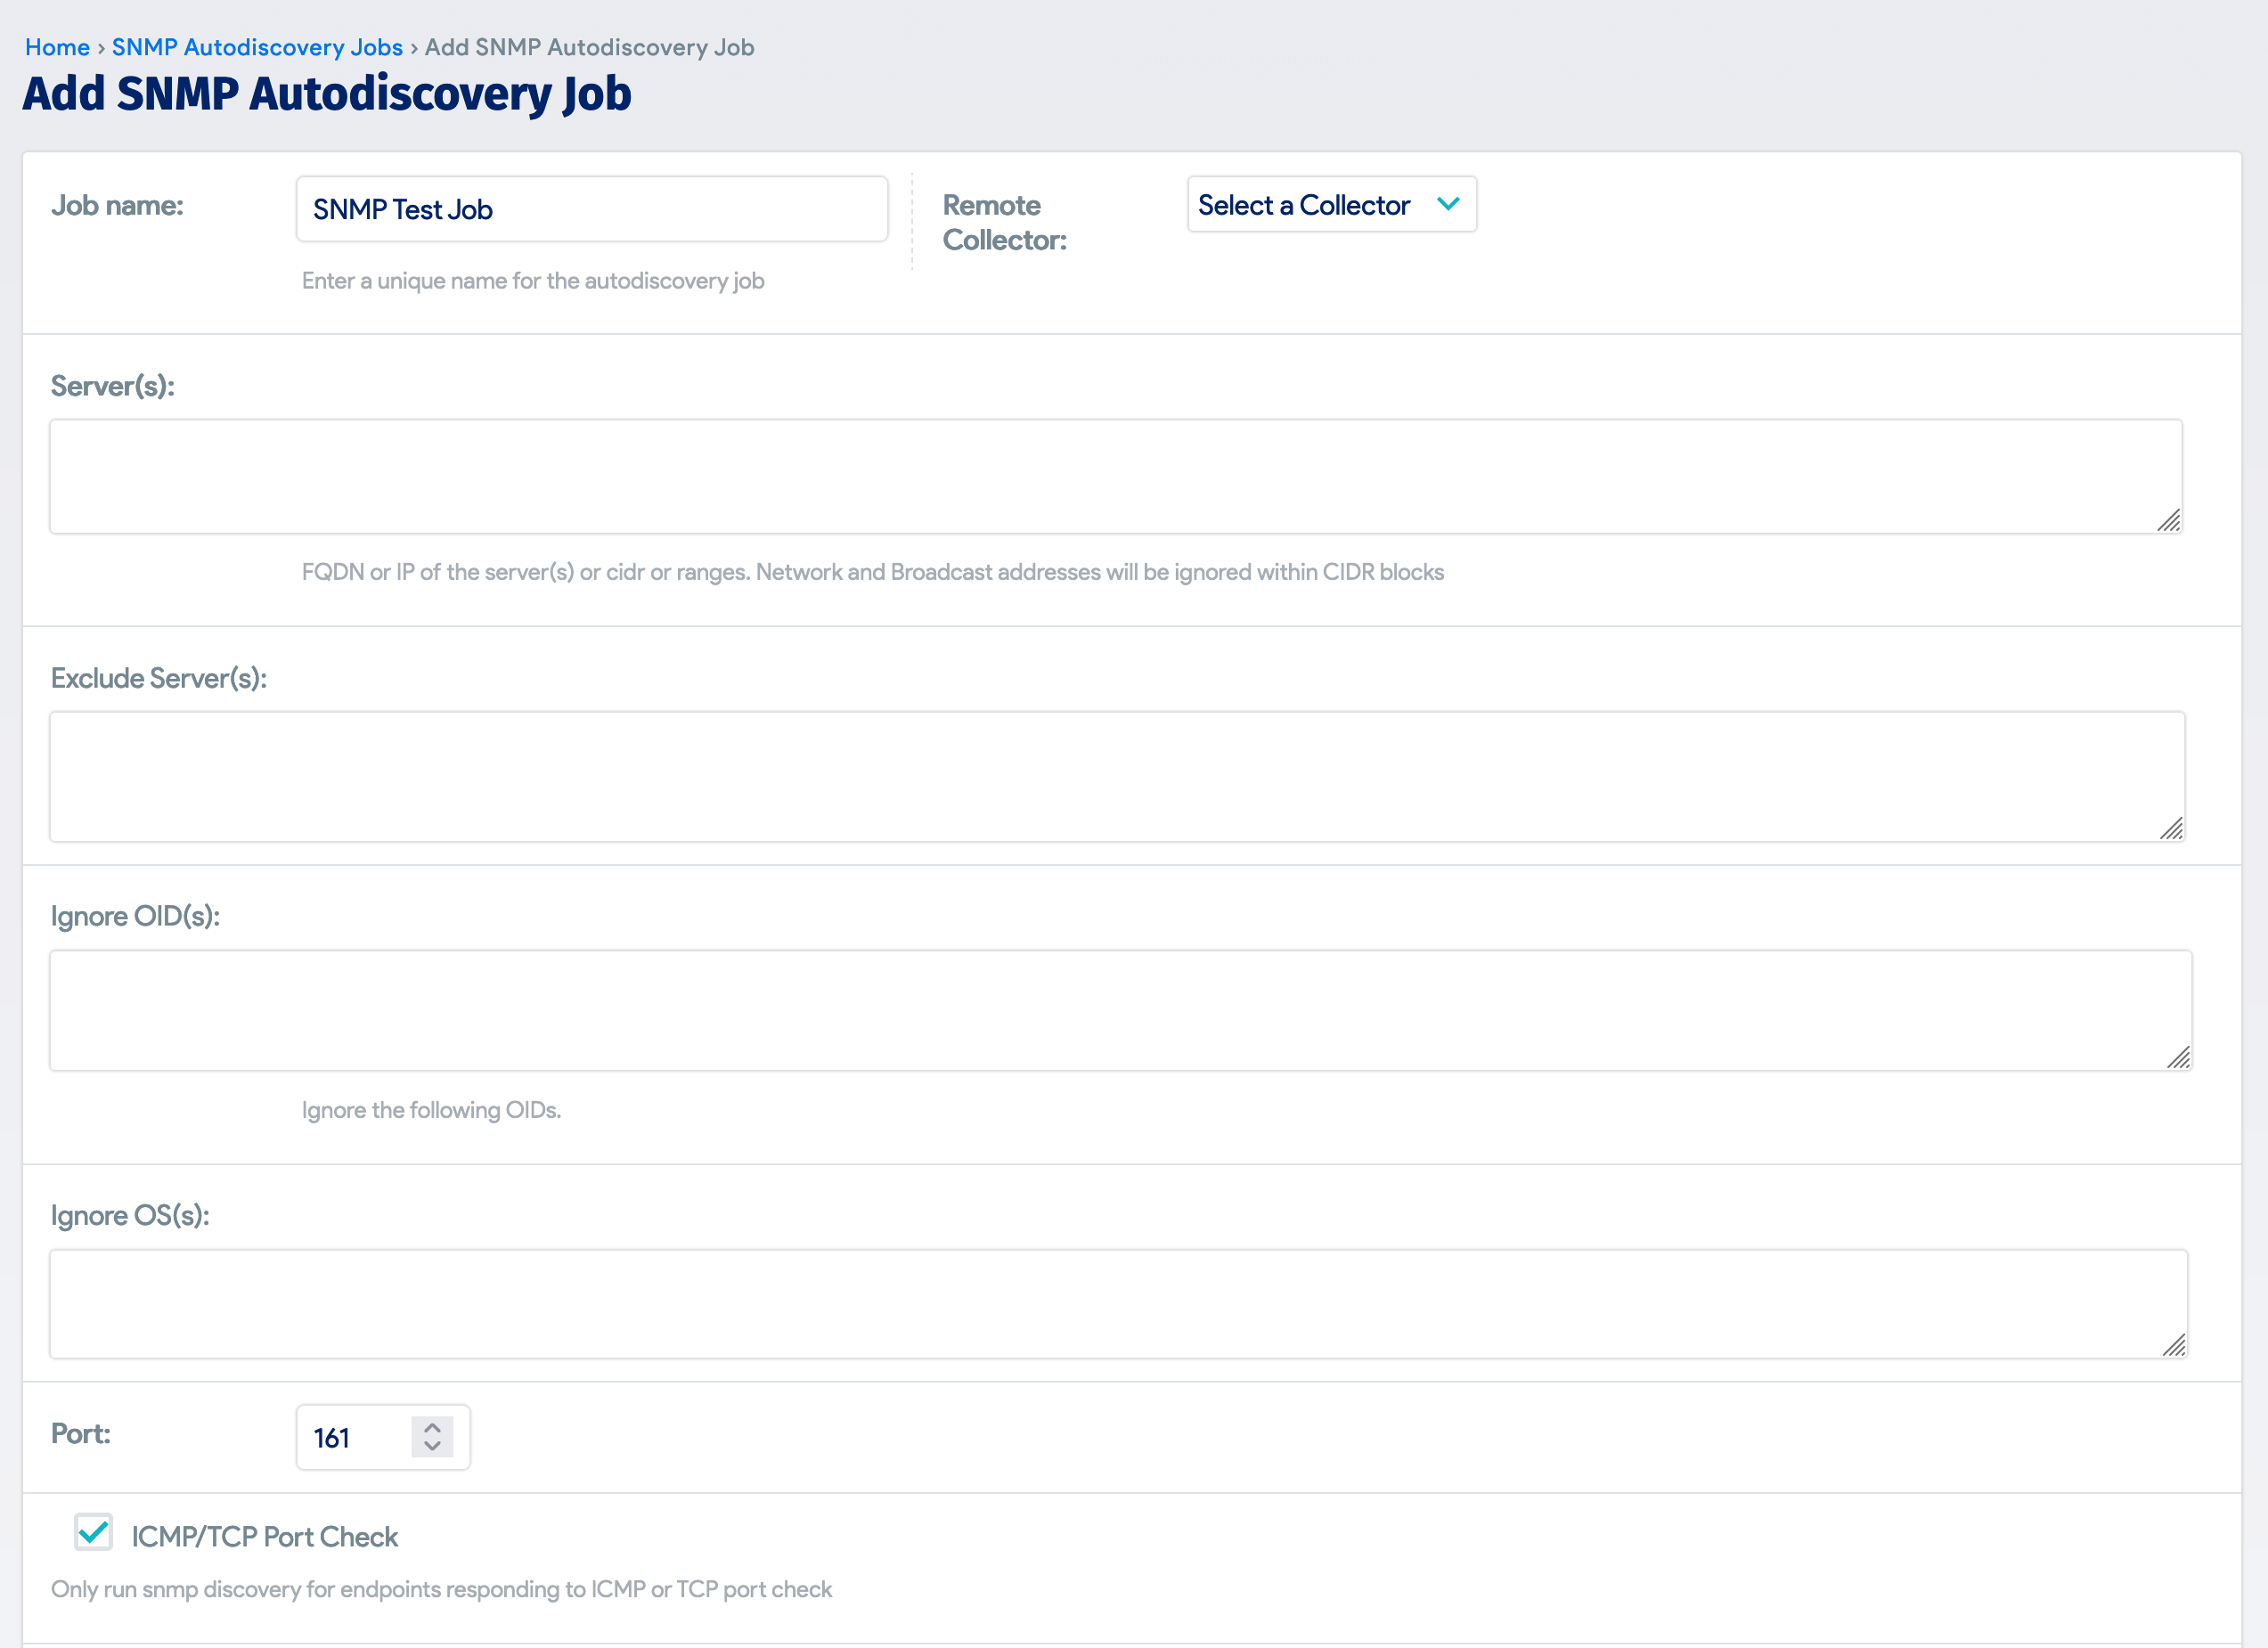 Home › SNMP Autodiscovery Jobs › Add SNMP Autodiscovery Job
Add SNMP Autodiscovery Job
Job name:
SNMP Test Job
Enter a unique name for the autodiscovery job
Remote
Collector:
Select a Collector
Server(s):
FQDN or IP of the server(s) or cidr or ranges. Network and Broadcast addresses will be ignored within CIDR blocks
Exclude Server(s):
Ignore OID(s):
Ignore the following OIDs.
Ignore OS(s):
Port:
161
ICMP/TCP Port Check
Only run snmp discovery for endpoints responding to ICMP or TCP port check